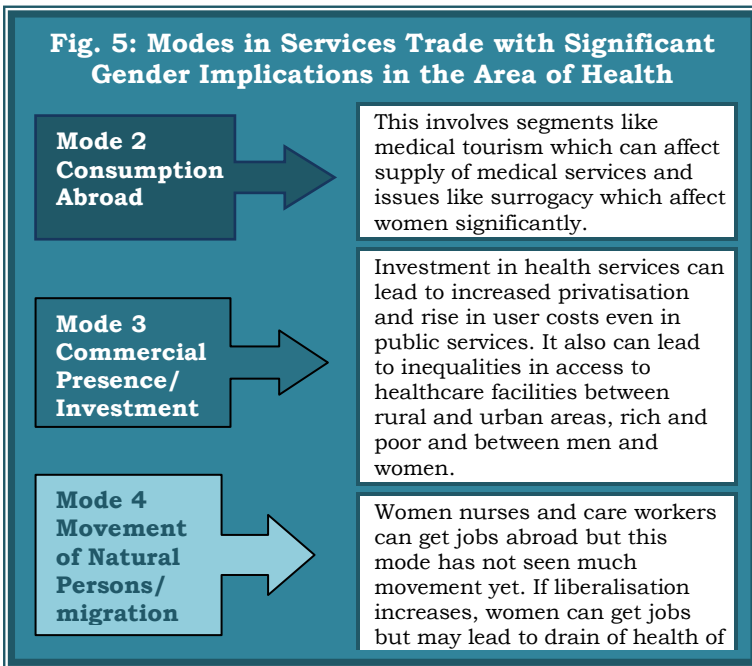 Fig. 5: Modes in Services Trade with Significant
Gender Implications in the Area of Health
Mode 2
Consumption
Abroad
This involves segments like
medical tourism which can affect
supply of medical services and
issues like surrogacy which affect
women significantly.
Mode 3
Commercial
Presence/
Investment
Investment in health services can
lead to increased privatisation
and rise in user costs even in
public services. It also can lead
to inequalities in access to
healthcare facilities between
rural and urban areas, rich and
poor and between men and
women.
Mode 4
Movement
of Natural
Persons/
migration
Women nurses and care workers
can get jobs abroad but this
mode has not seen much
movement yet. If liberalisation
increases, women can get jobs
but may lead to drain of health of